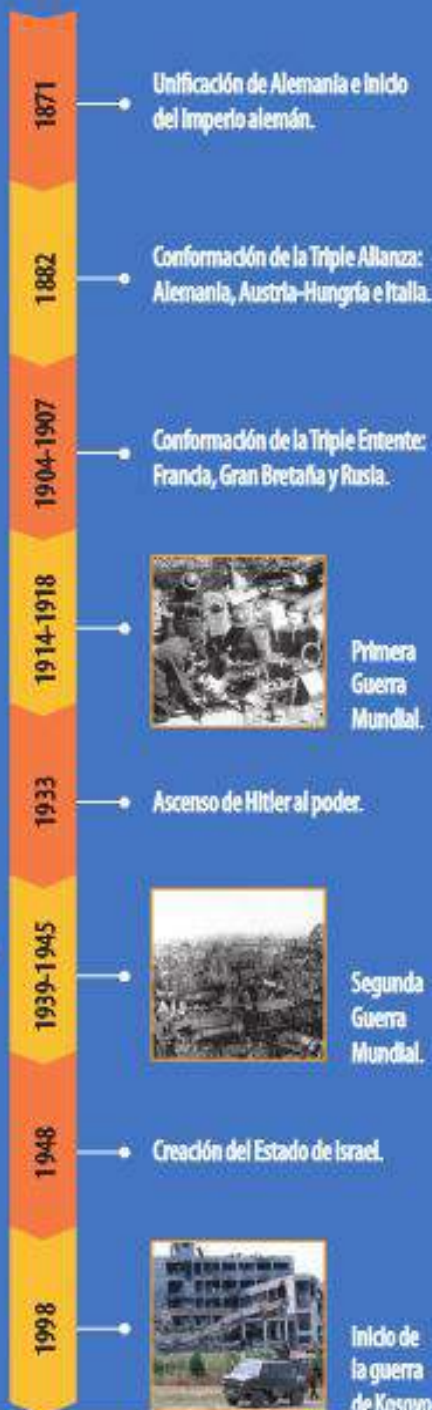 1871
Unificación de Alemania e inicio
del Imperio alemán.
1882
Conformación de la Triple Alianza:
Alemania, Austria-Hungría e Italia.
1904-1907
Conformación de la Triple Entente:
Francia, Gran Bretaña y Rusia.
1914-1918
Primera
Guerra
Mundial.
1933
Ascenso de Hitler al poder.
1939-1945
Segunda
Guerra
Mundial.
1948
Creación del Estado de Israel.
1998
Inicio de
la guerra
de Kosovo